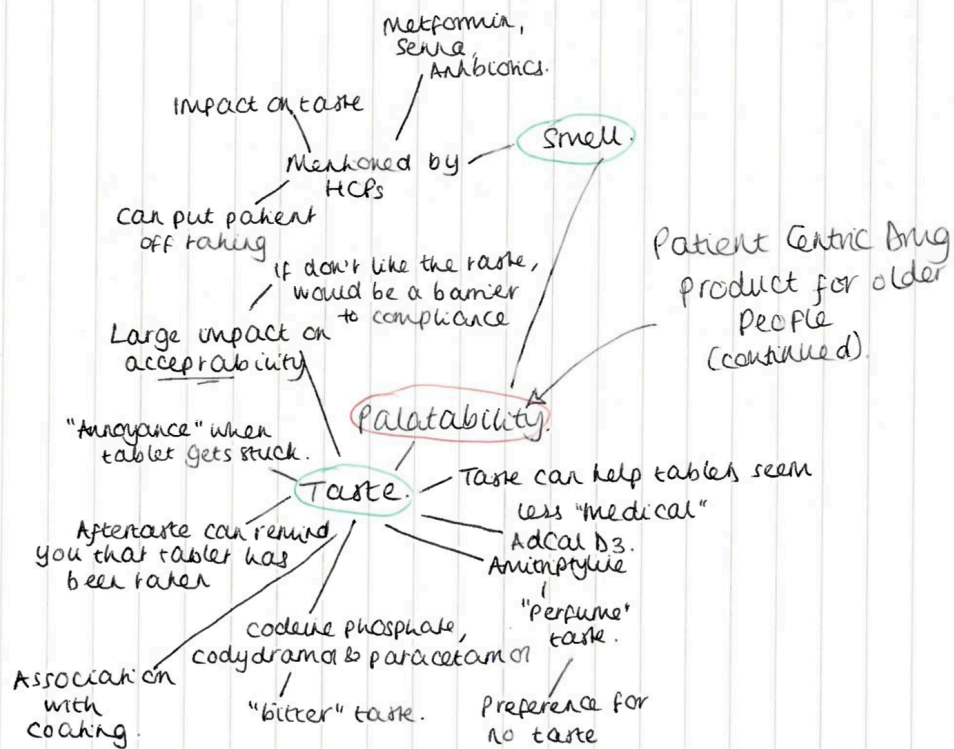 Metformin,
Senna,
Antibiotics.
Impact on taste
Smell.
Mentioned by
HCPs
Can put patient
off taking
Patient Centric Drug
product for older
People
(continued).
If don't like the taste,
would be a barrier
to compliance
Large impact on
acceptability
Palatability.
"Annoyance" when
tablet gets stuck.
Taste.
Taste can help tablets seem
less "medical"
AdCal D3.
Aftertaste can remind
you that tablet has
been taken
Amitriptyline
"Perfume"
taste.
Preference for
no taste
codeine phosphate,
codydramol & paracetamol
"bitter" taste.
Association
with
coating.